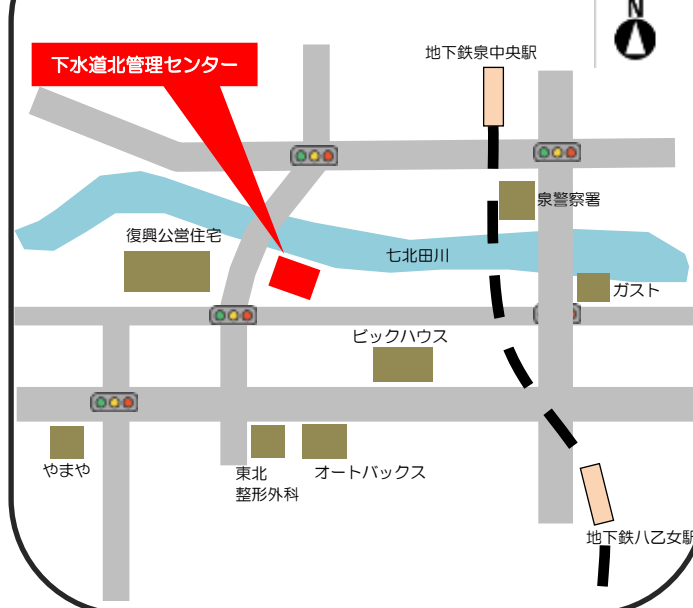 N
地下鉄泉中央駅
下水道北管理センター
泉警察署
復興公営住宅
七北田川
ガスト
ビックハウス
やまや
東北
整形外科
オートバックス
地下鉄八乙女駅